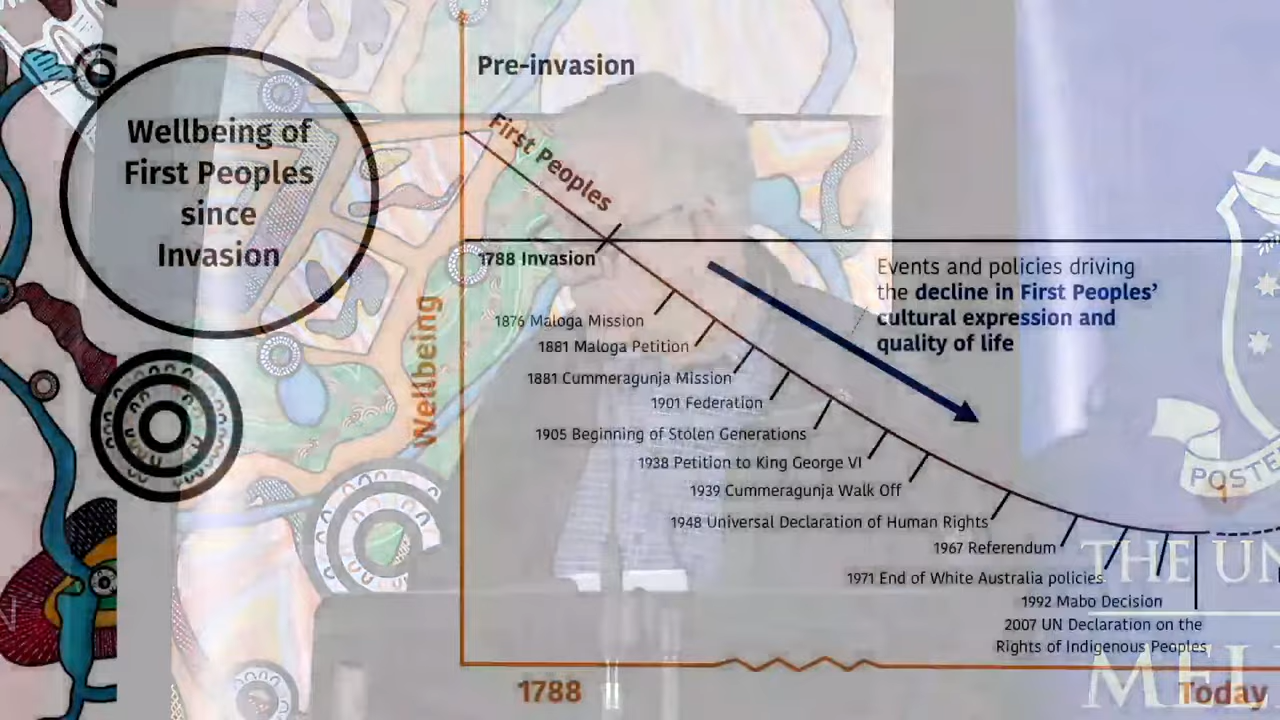 Wellbeing of
First Peoples
since
Invasion
Pre-invasion
First Peoples
Wellbeing
1788 Invasion
Events and policies driving
the decline in First Peoples’
cultural expression and
quality of life
1876 Maloga Mission
1881 Maloga Petition
1881 Cummeragunja Mission
1901 Federation
1905 Beginning of Stolen Generations
1938 Petition to King George VI
1939 Cummeragunja Walk Off
1948 Universal Declaration of Human Rights
1967 Referendum
1971 End of White Australia policies
1992 Mabo Decision
2007 UN Declaration on the
Rights of Indigenous Peoples
1788
Today
POSTE
THE UN
MEL